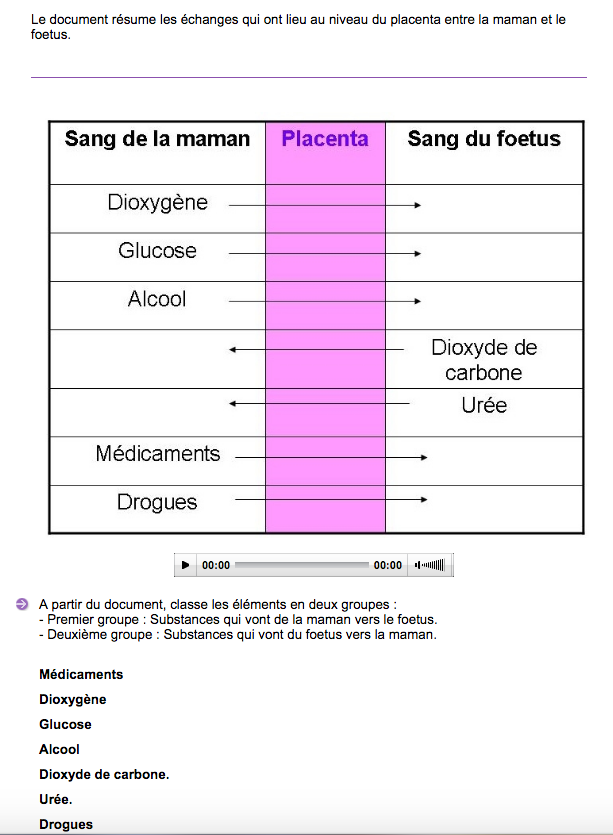 Le document résume les échanges qui ont lieu au niveau du placenta entre la maman et le
foetus.
Sang de la maman Placenta Sang du foetus
Dioxygène
Glucose
Alcool
Dioxyde de
carbone
Urée
Médicaments
Drogues
00:00 00:00
A partir du document, classe les éléments en deux groupes :
- Premier groupe : Substances qui vont de la maman vers le foetus.
- Deuxième groupe : Substances qui vont du foetus vers la maman.
Médicaments
Dioxygène
Glucose
Alcool
Dioxyde de carbone.
Urée.
Drogues